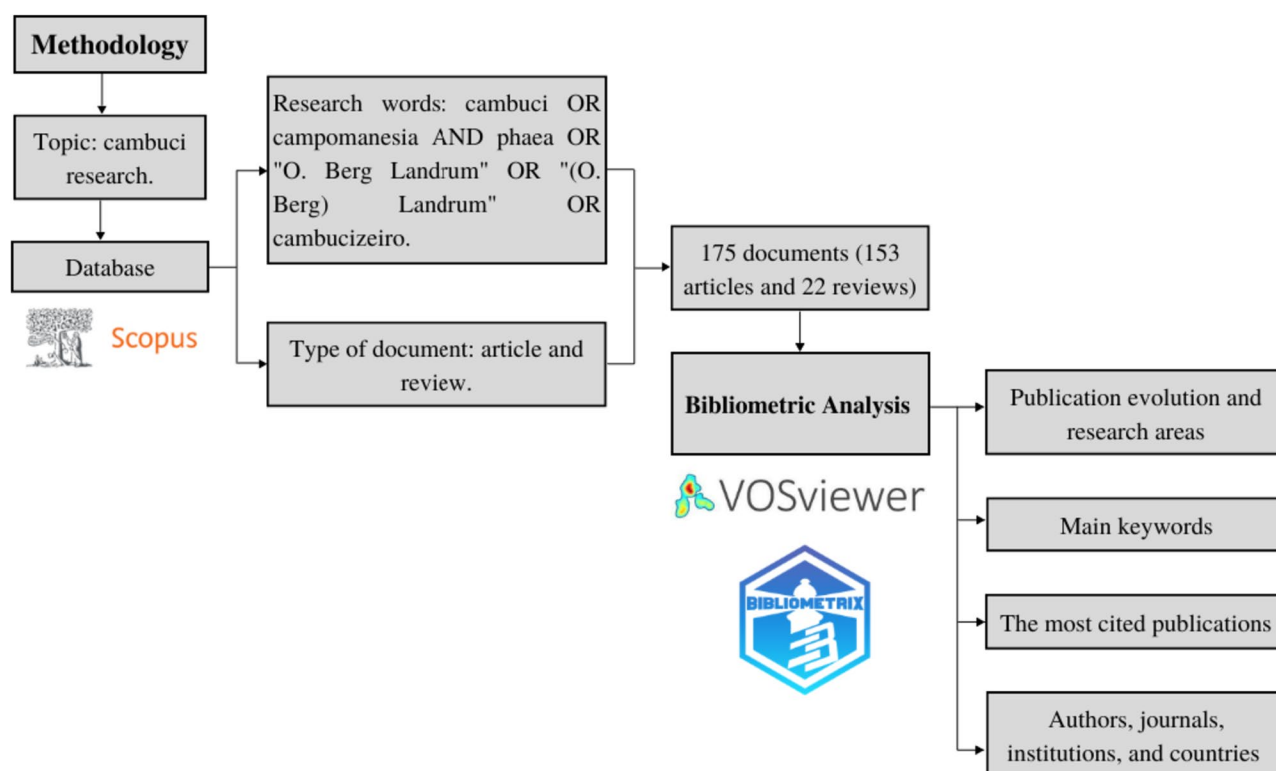 Methodology
Topic: cambuci
research.
Database
Scopus
Research words: cambuci OR
campomanesia AND phaea OR
"O. Berg Landrum" OR "(O.
Berg) Landrum" OR
cambucizeiro.
Type of document: article and
review.
175 documents (153
articles and 22 reviews)
Bibliometric Analysis
VOSviewer
BIBLIOMETRIX
Publication evolution and
research areas
Main keywords
The most cited publications
Authors, journals,
institutions, and countries